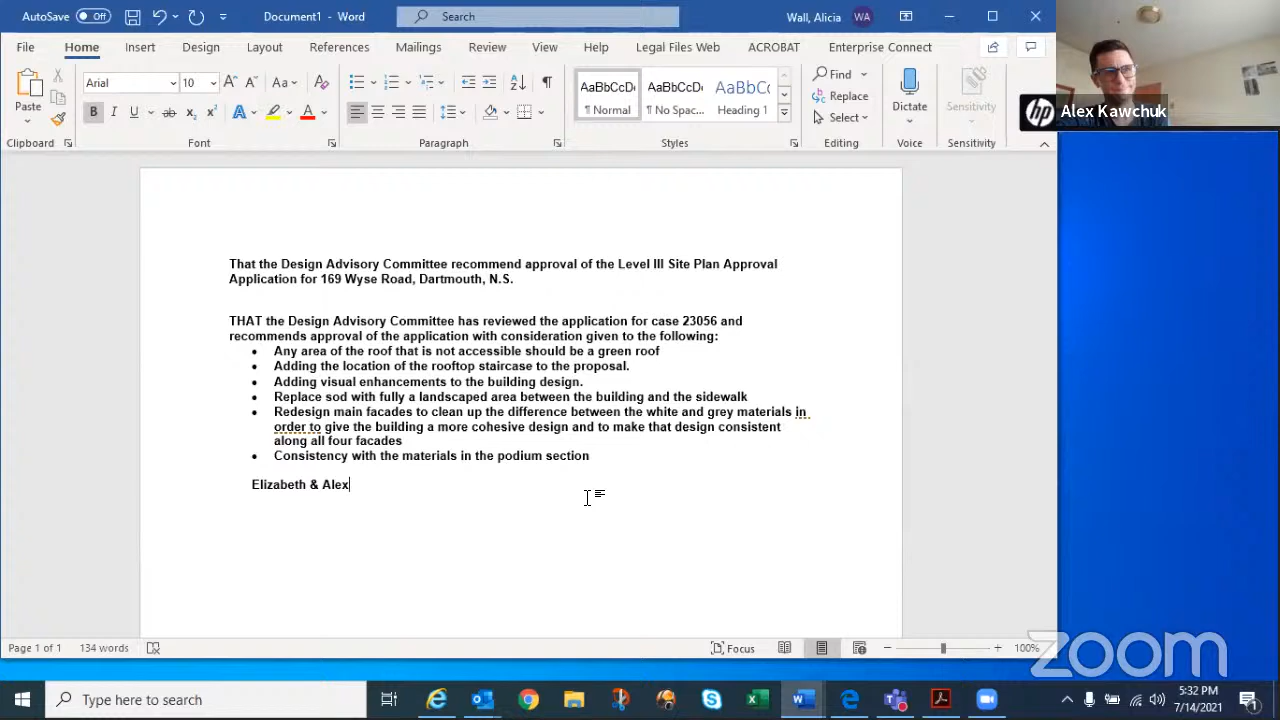 AutoSave Off Document1 - Word Search Wall, Alicia WA
File Home Insert Design Layout References Mailings Review View Help Legal Files Web ACROBAT Enterprise Connect
Paste
Arial 10 Aa
B I U ab x₂ x² A A
AaBbCcDc AaBbCcDc AaBbCc
¶ Normal ¶ No Spac... Heading 1
Find
Replace
Select
Dictate
Sensitivity
Clipboard Font Paragraph Styles Editing Voice Sensitivity
hp Alex Kawchuk
That the Design Advisory Committee recommend approval of the Level III Site Plan Approval
Application for 169 Wyse Road, Dartmouth, N.S.
THAT the Design Advisory Committee has reviewed the application for case 23056 and
recommends approval of the application with consideration given to the following:
• Any area of the roof that is not accessible should be a green roof
• Adding the location of the rooftop staircase to the proposal.
• Adding visual enhancements to the building design.
• Replace sod with fully a landscaped area between the building and the sidewalk
• Redesign main facades to clean up the difference between the white and grey materials in
order to give the building a more cohesive design and to make that design consistent
along all four facades
• Consistency with the materials in the podium section
Elizabeth & Alex
Page 1 of 1 134 words Focus 100%
zoom
Type here to search
5:32 PM
7/14/2021
1